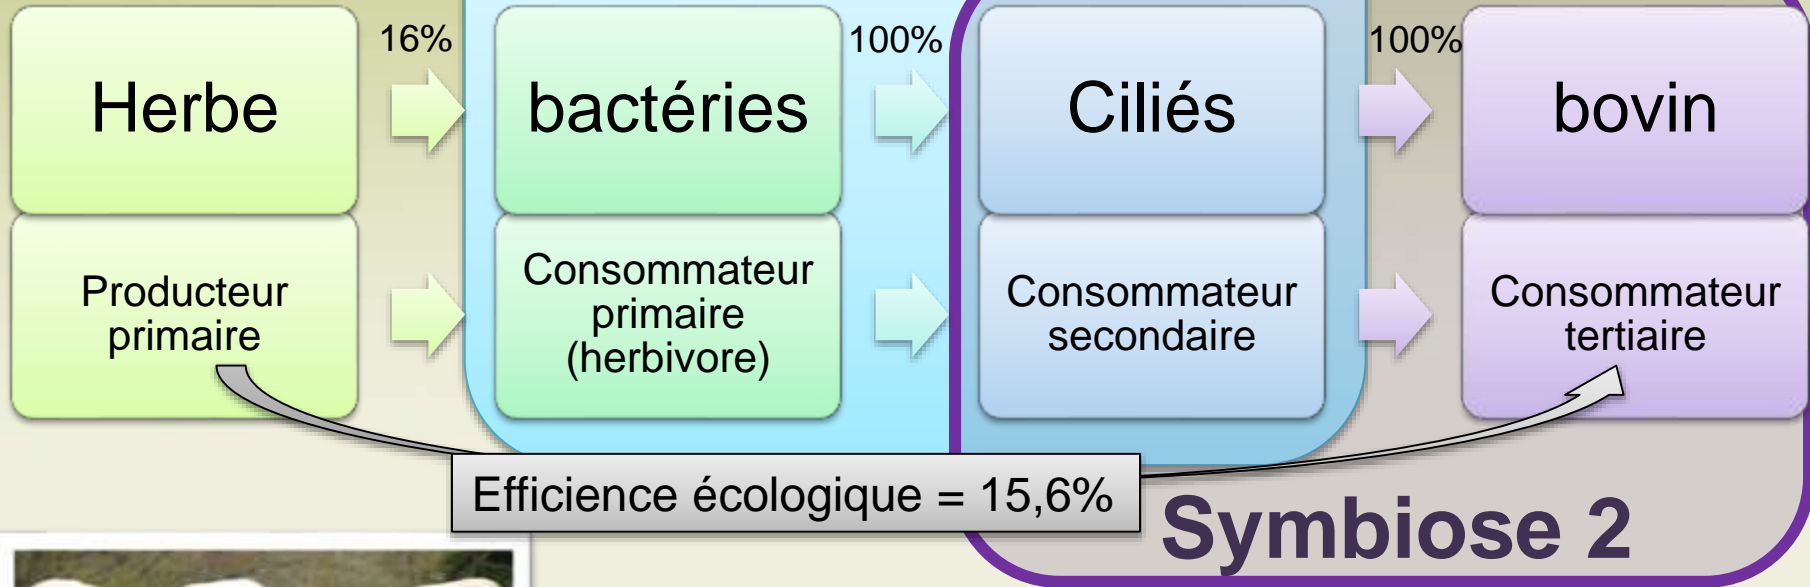 16%
100%
100%
Herbe
bactéries
Ciliés
bovin
Producteur
primaire
Consommateur
primaire
(herbivore)
Consommateur
secondaire
Consommateur
tertiaire
Efficience écologique = 15,6%
Symbiose 2